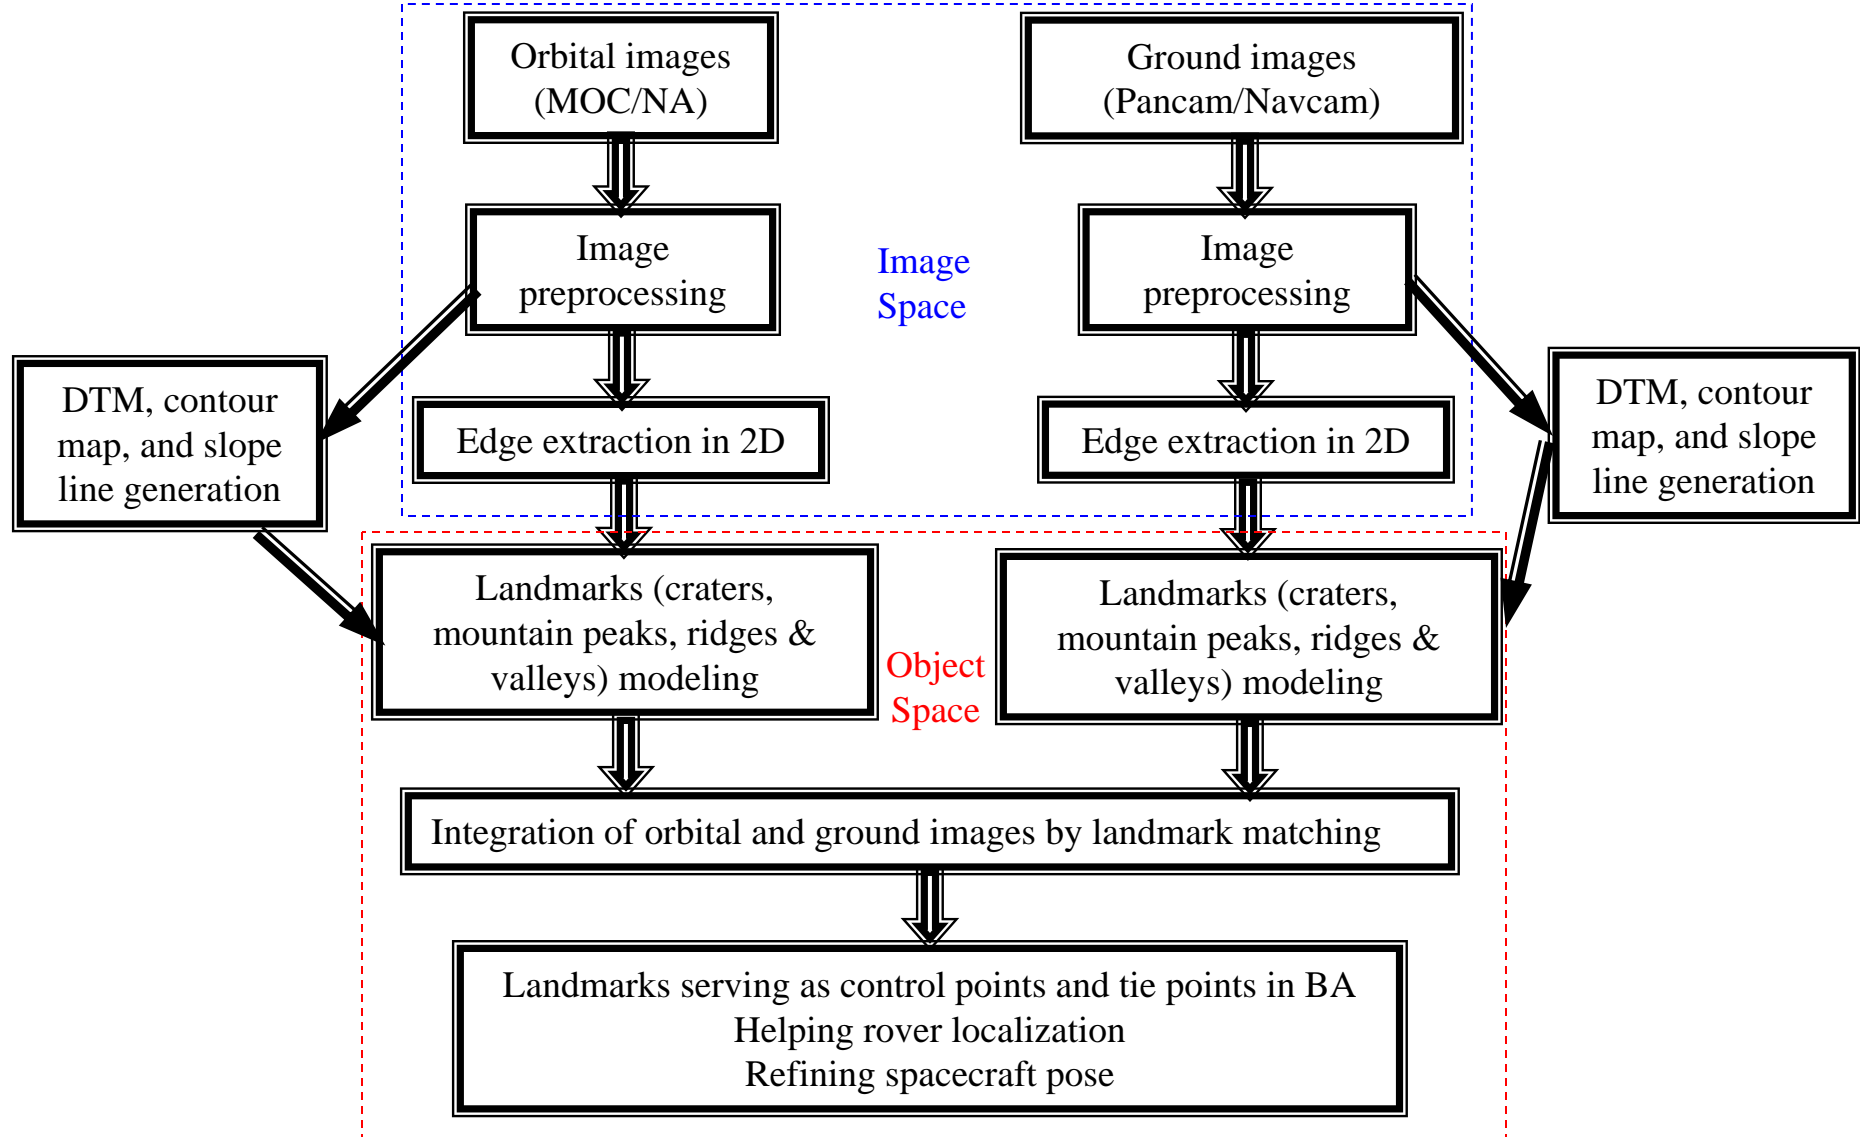 Orbital images
(MOC/NA)
Ground images
(Pancam/Navcam)
Image
preprocessing
Image
Space
Image
preprocessing
DTM, contour
map, and slope
line generation
Edge extraction in 2D
Edge extraction in 2D
DTM, contour
map, and slope
line generation
Landmarks (craters,
mountain peaks, ridges &
valleys) modeling
Object
Space
Landmarks (craters,
mountain peaks, ridges &
valleys) modeling
Integration of orbital and ground images by landmark matching
Landmarks serving as control points and tie points in BA
Helping rover localization
Refining spacecraft pose